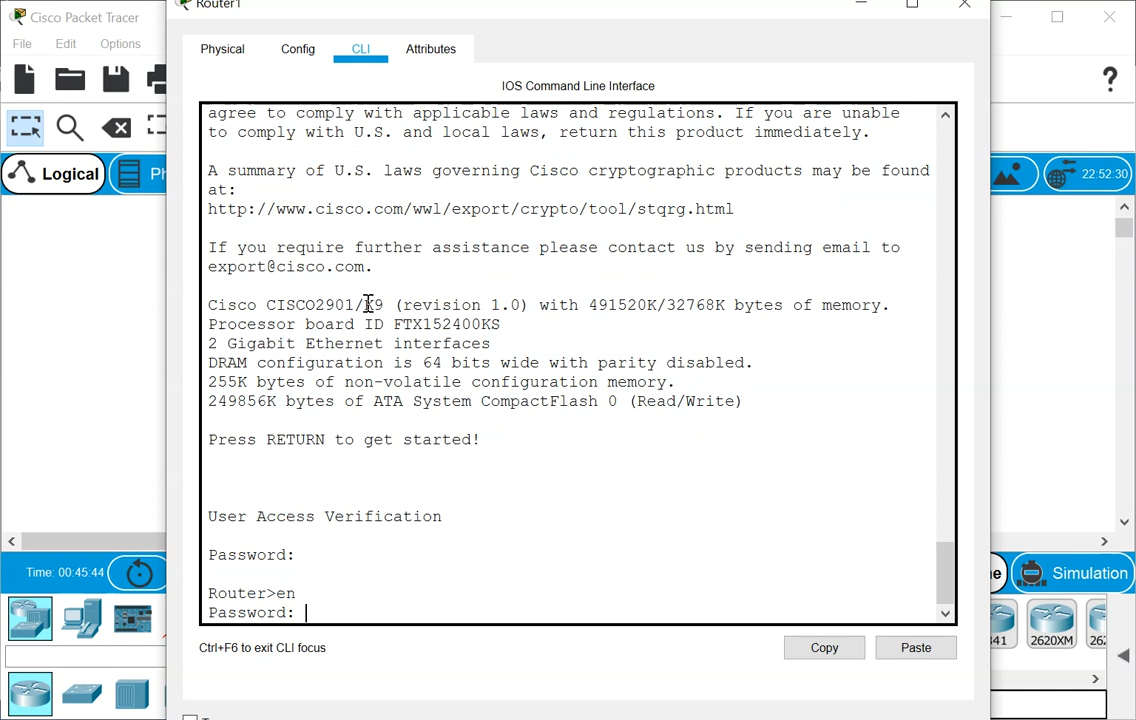 Cisco Packet Tracer
Router1
File Edit Options
Physical Config CLI Attributes
IOS Command Line Interface
agree to comply with applicable laws and regulations. If you are unable
to comply with U.S. and local laws, return this product immediately.
A summary of U.S. laws governing Cisco cryptographic products may be found
at:
http://www.cisco.com/wwl/export/crypto/tool/stqrg.html
If you require further assistance please contact us by sending email to
export@cisco.com.
Cisco CISCO2901/K9 (revision 1.0) with 491520K/32768K bytes of memory.
Processor board ID FTX152400KS
2 Gigabit Ethernet interfaces
DRAM configuration is 64 bits wide with parity disabled.
255K bytes of non-volatile configuration memory.
249856K bytes of ATA System CompactFlash 0 (Read/Write)
Press RETURN to get started!
User Access Verification
Password:
Router>en
Password:
Ctrl+F6 to exit CLI focus
Copy Paste
Logical Ph
22:52:30
Time: 00:45:44
ne Simulation
41 2620XM 262